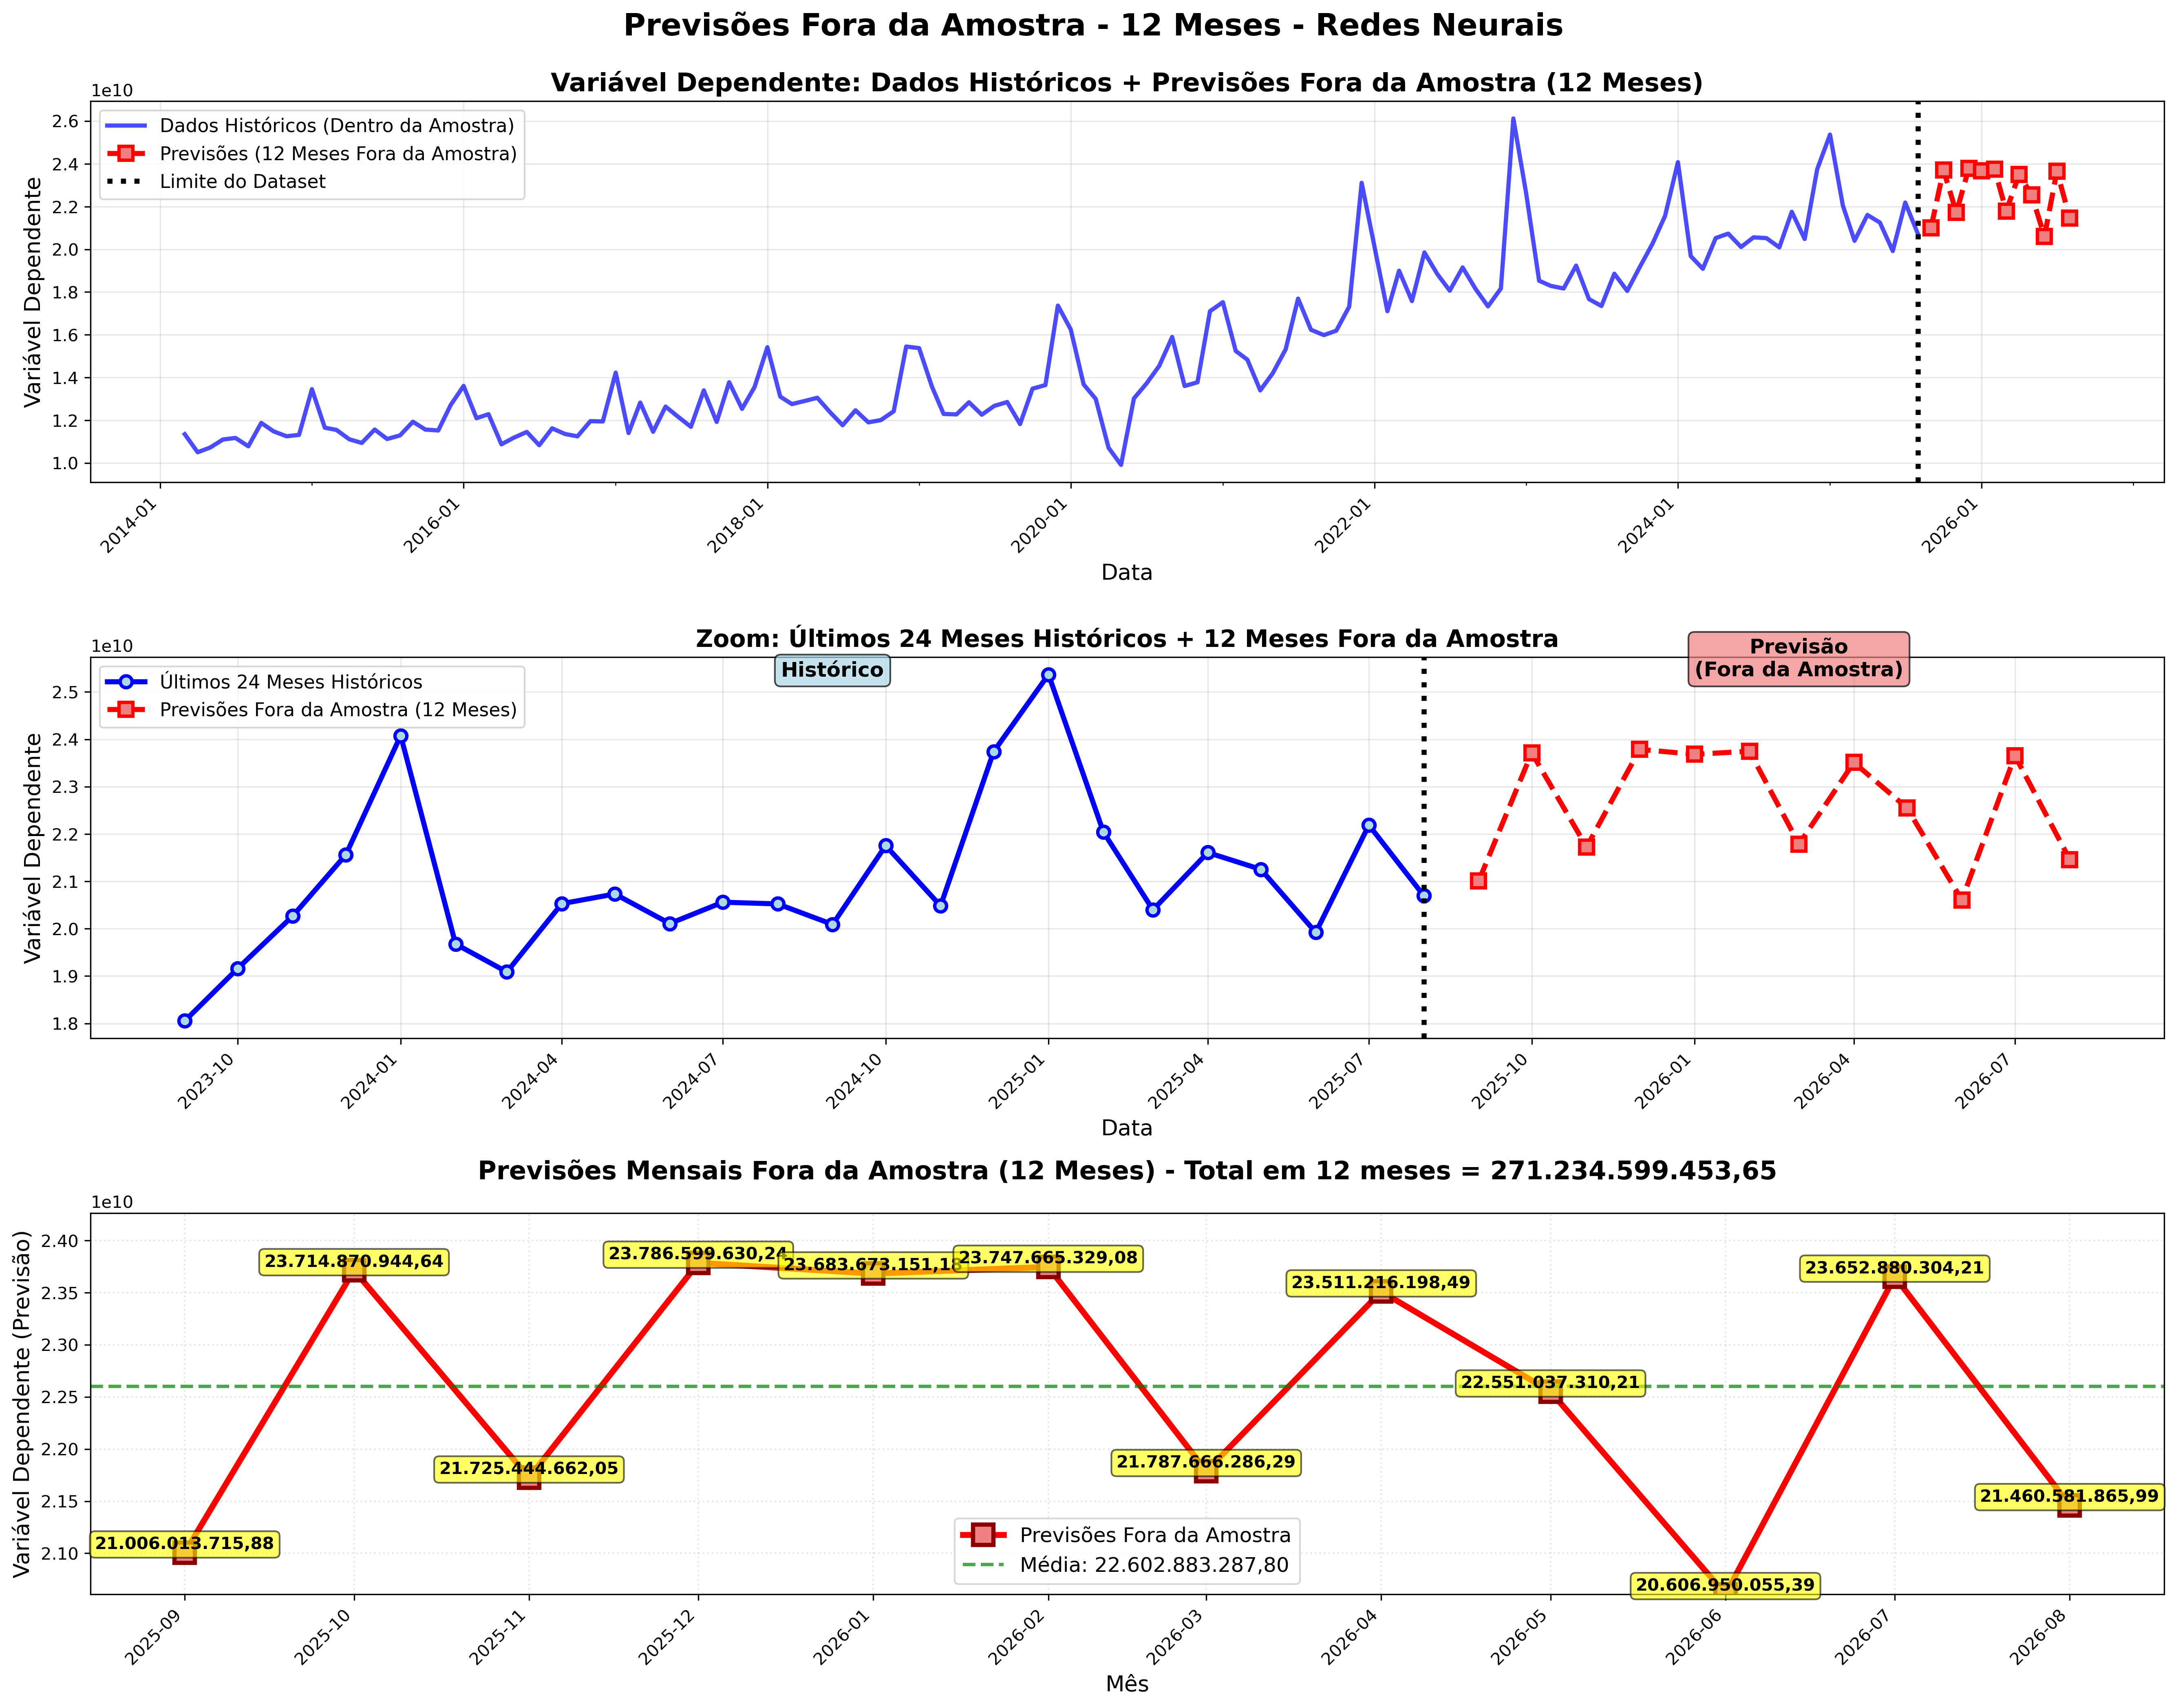 Previsões Fora da Amostra - 12 Meses - Redes Neurais
Variável Dependente: Dados Históricos + Previsões Fora da Amostra (12 Meses)
1e10
Dados Históricos (Dentro da Amostra)
Previsões (12 Meses Fora da Amostra)
Limite do Dataset
Variável Dependente
2.6
2.4
2.2
2.0
1.8
1.6
1.4
1.2
1.0
2014-01
2016-01
2018-01
2020-01
2022-01
2024-01
2026-01
Data
Zoom: Últimos 24 Meses Históricos + 12 Meses Fora da Amostra
1e10
Últimos 24 Meses Históricos
Previsões Fora da Amostra (12 Meses)
Histórico
Previsão
(Fora da Amostra)
Variável Dependente
2.5
2.4
2.3
2.2
2.1
2.0
1.9
1.8
2023-10
2024-01
2024-04
2024-07
2024-10
2025-01
2025-04
2025-07
2025-10
2026-01
2026-04
2026-07
Data
Previsões Mensais Fora da Amostra (12 Meses) - Total em 12 meses = 271.234.599.453,65
1e10
Variável Dependente (Previsão)
2.40
2.35
2.30
2.25
2.20
2.15
2.10
21.006.013.715,88
23.714.870.944,64
21.725.444.662,05
23.786.599.630,24
23.683.673.151,18
23.747.665.329,08
21.787.666.286,29
23.511.216.198,49
22.551.037.310,21
20.606.950.055,39
23.652.880.304,21
21.460.581.865,99
Previsões Fora da Amostra
Média: 22.602.883.287,80
2025-09
2025-10
2025-11
2025-12
2026-01
2026-02
2026-03
2026-04
2026-05
2026-06
2026-07
2026-08
Mês